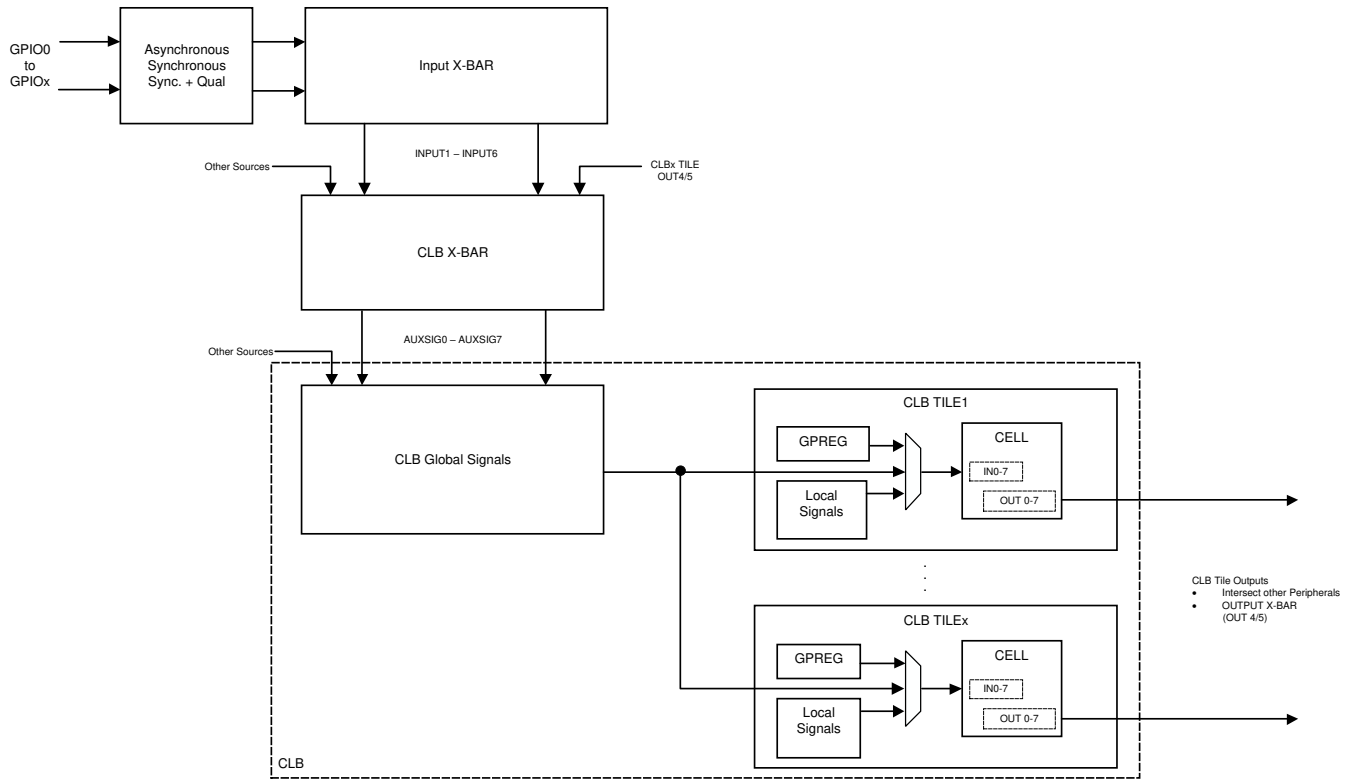 GPIO0
to
GPIOx
Asynchronous
Synchronous
Sync. + Qual
Input X-BAR
INPUT1 – INPUT6
Other Sources
CLBx TILE
OUT4/5
CLB X-BAR
AUXSIG0 – AUXSIG7
Other Sources
CLB Global Signals
CLB TILE1
GPREG
Local
Signals
CELL
IN0-7
OUT 0-7
.
.
.
CLB Tile Outputs
• Intersect other Peripherals
• OUTPUT X-BAR
(OUT 4/5)
CLB TILEx
GPREG
Local
Signals
CELL
IN0-7
OUT 0-7
CLB